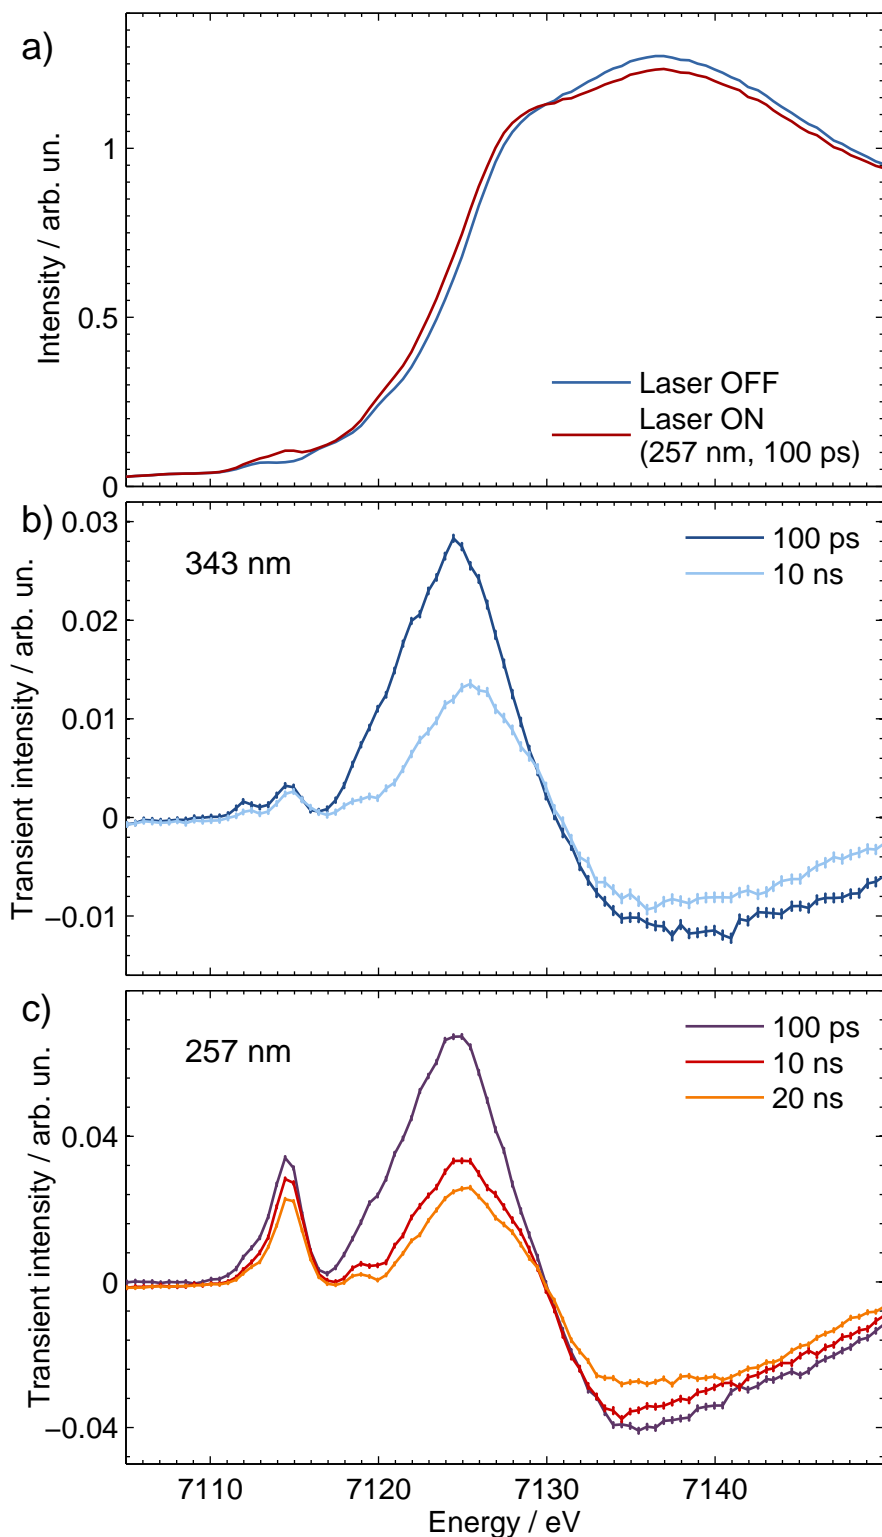 a)
Intensity / arb. un.
1
0.5
0
Laser OFF
Laser ON
(257 nm, 100 ps)
b)
Transient intensity / arb. un.
0.03
0.02
0.01
0
−0.01
343 nm
100 ps
10 ns
c)
Transient intensity / arb. un.
0.04
0
−0.04
257 nm
100 ps
10 ns
20 ns
7110 7120 7130 7140
Energy / eV